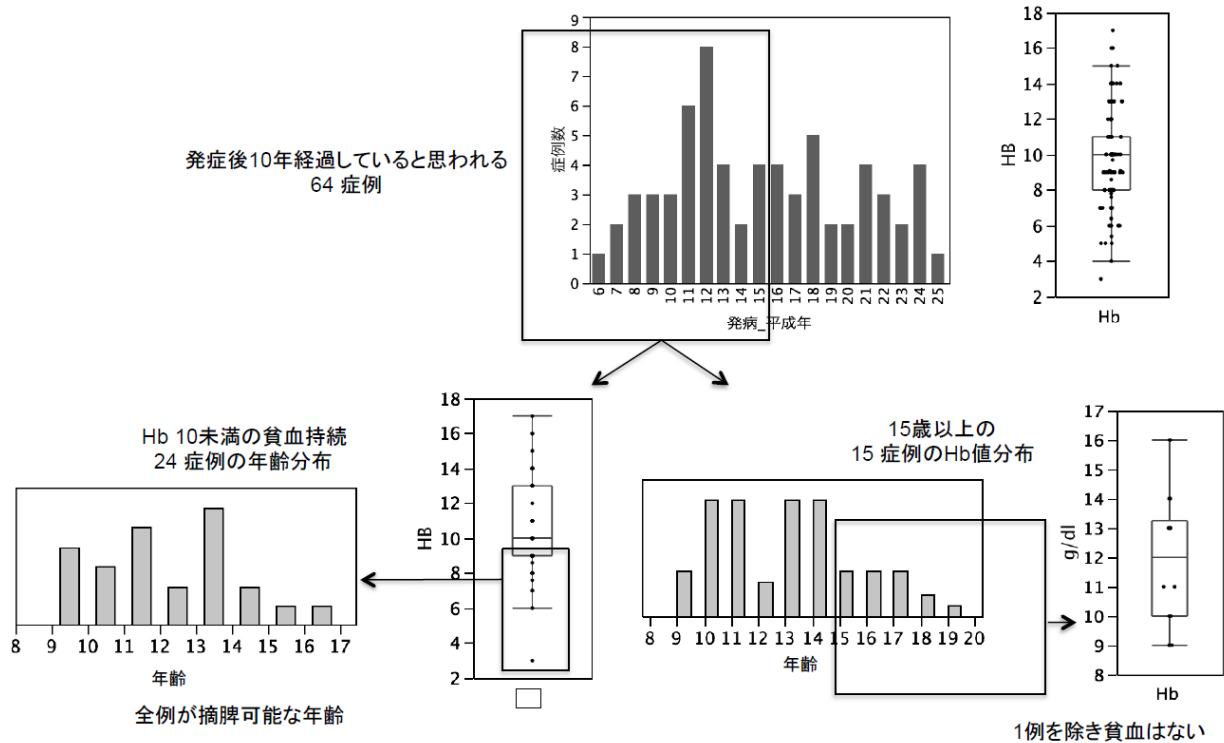 9
8
7
6
5
4
3
2
1
0
症例数
6 7 8 9 10 11 12 13 14 15 16 17 18 19 20 21 22 23 24 25
発病_平成年
18
16
14
12
10
8
6
4
2
HB
Hb
発症後10年経過していると思われる
64 症例
Hb 10未満の貧血持続
24 症例の年齢分布
8 9 10 11 12 13 14 15 16 17
年齢
全例が摘脾可能な年齢
18
16
14
12
10
8
6
4
2
HB
15歳以上の
15 症例のHb値分布
8 9 10 11 12 13 14 15 16 17 18 19 20
年齢
17
16
15
14
13
12
11
10
9
8
g/dl
Hb
1例を除き貧血はない